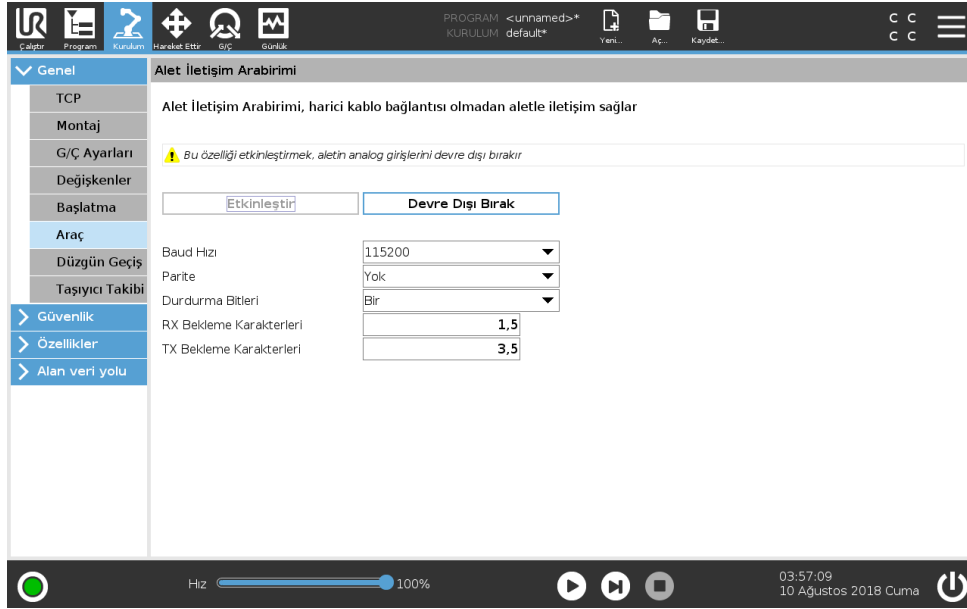 PROGRAM <unnamed>*
KURULUM default*
UR
Çalıştır
Program
Kurulum
Hareket Ettir
G/Ç
Günlük
Yeni...
Aç...
Kaydet...
C C
C C
Genel
TCP
Montaj
G/Ç Ayarları
Değişkenler
Başlatma
Araç
Düzgün Geçiş
Taşıyıcı Takibi
Güvenlik
Özellikler
Alan veri yolu
Alet İletişim Arabirimi
Alet İletişim Arabirimi, harici kablo bağlantısı olmadan aletle iletişim sağlar
Bu özelliği etkinleştirmek, aletin analog girişlerini devre dışı bırakır
Etkinleştir
Devre Dışı Bırak
Baud Hızı 115200
Parite Yok
Durdurma Bitleri Bir
RX Bekleme Karakterleri 1,5
TX Bekleme Karakterleri 3,5
Hız 100%
03:57:09
10 Ağustos 2018 Cuma